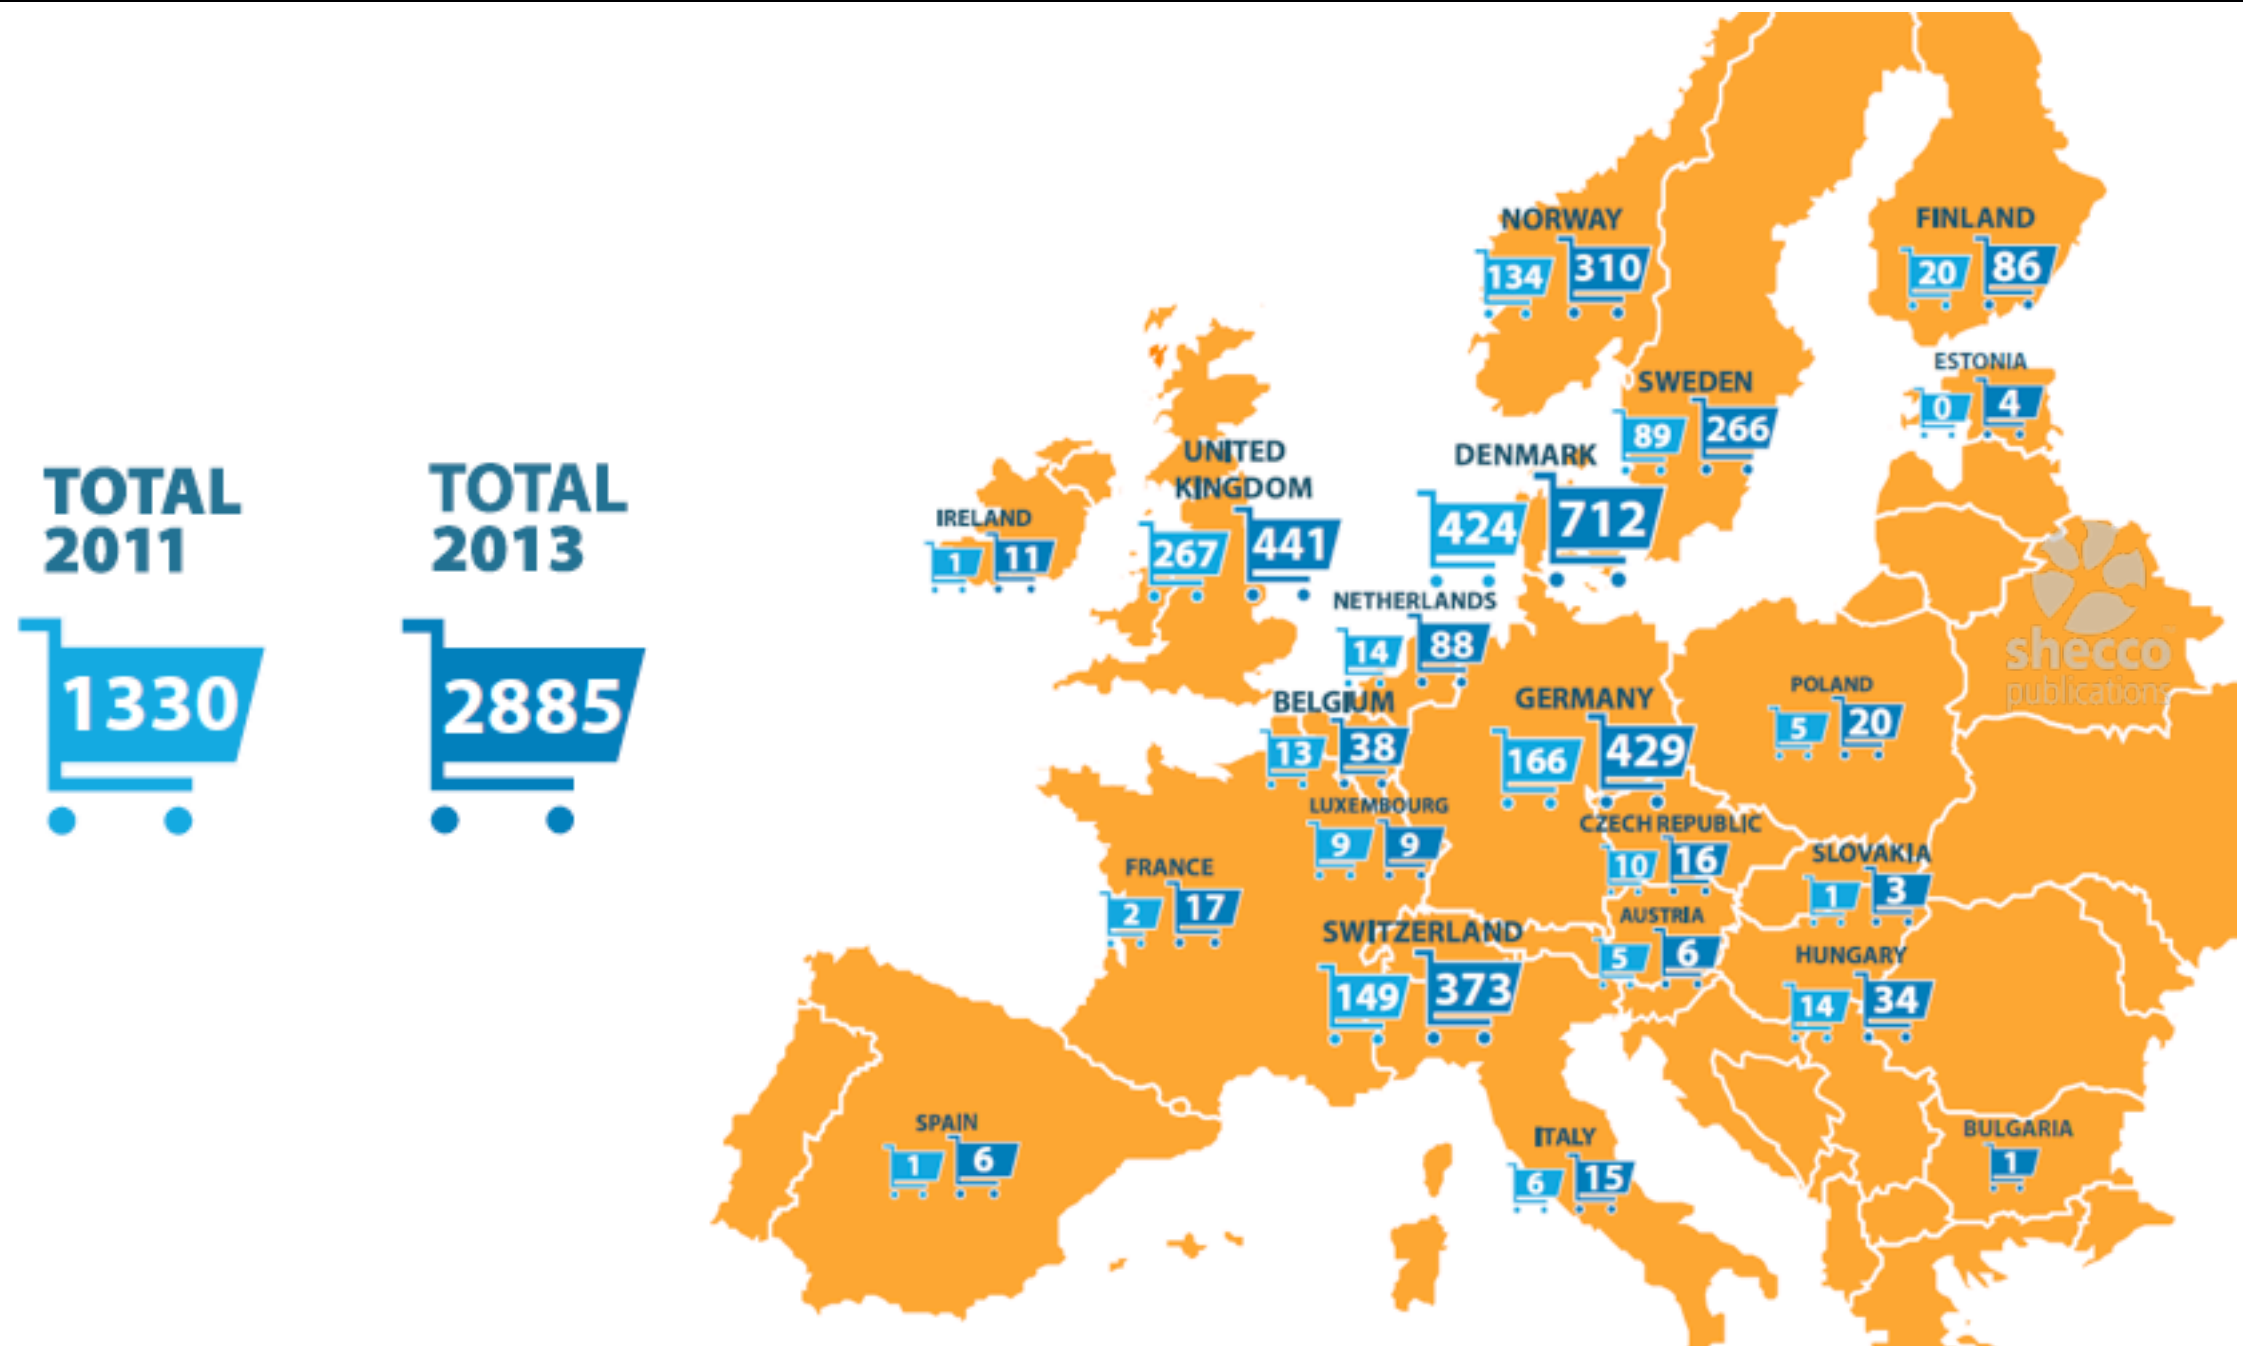 TOTAL
2011
1330
TOTAL
2013
2885
NORWAY
134 310
FINLAND
20 86
ESTONIA
0 4
SWEDEN
89 266
DENMARK
424 712
UNITED
KINGDOM
267 441
IRELAND
1 11
NETHERLANDS
14 88
BELGIUM
13 38
GERMANY
166 429
POLAND
5 20
shecco™
publications
LUXEMBOURG
9 9
CZECH REPUBLIC
10 16
SLOVAKIA
1 3
FRANCE
2 17
AUSTRIA
5 6
SWITZERLAND
149 373
HUNGARY
14 34
SPAIN
1 6
ITALY
6 15
BULGARIA
1